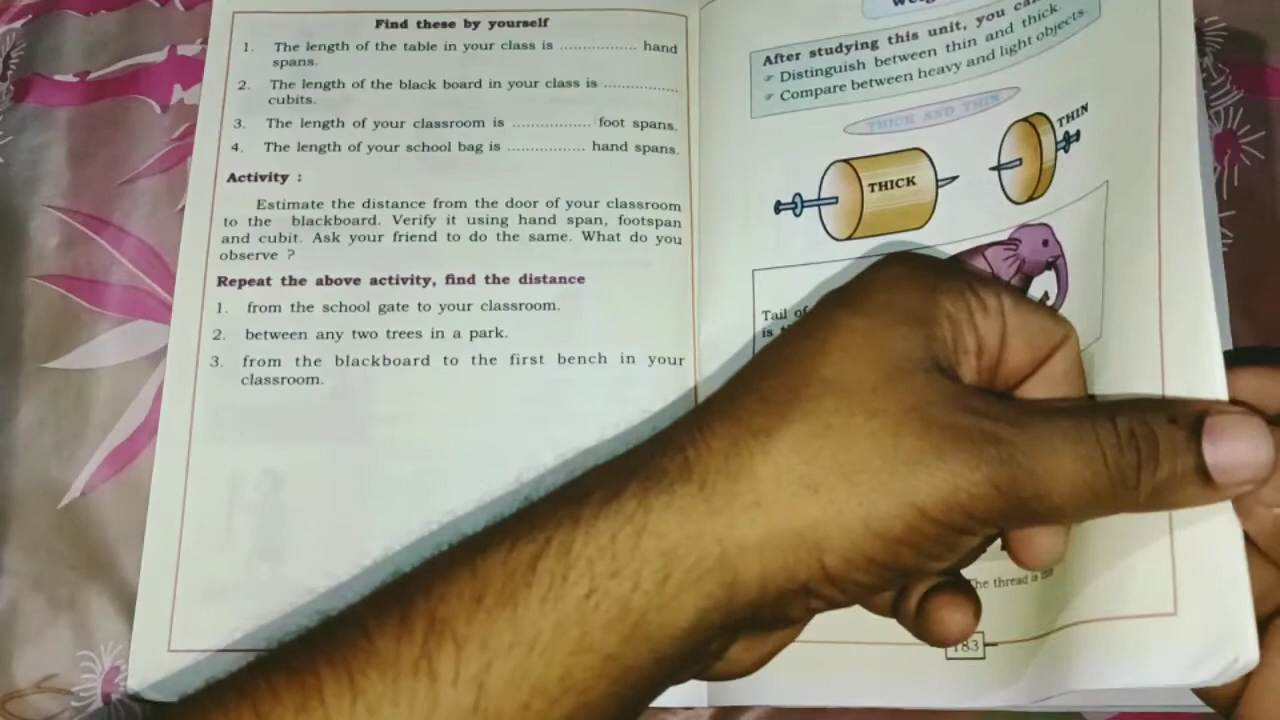 Find these by yourself
1. The length of the table in your class is ................. hand
spans.
2. The length of the black board in your class is .................
cubits.
3. The length of your classroom is ................. foot spans.
4. The length of your school bag is ................. hand spans.
Activity :
Estimate the distance from the door of your classroom
to the blackboard. Verify it using hand span, footspan
and cubit. Ask your friend to do the same. What do you
observe ?
Repeat the above activity, find the distance
1. from the school gate to your classroom.
2. between any two trees in a park.
3. from the blackboard to the first bench in your
classroom.
After studying this unit, you
☞ Distinguish between thin and thick.
☞ Compare between heavy and light objects.
THICK AND THIN
THICK
THIN
Tail of
is
The thread is
183